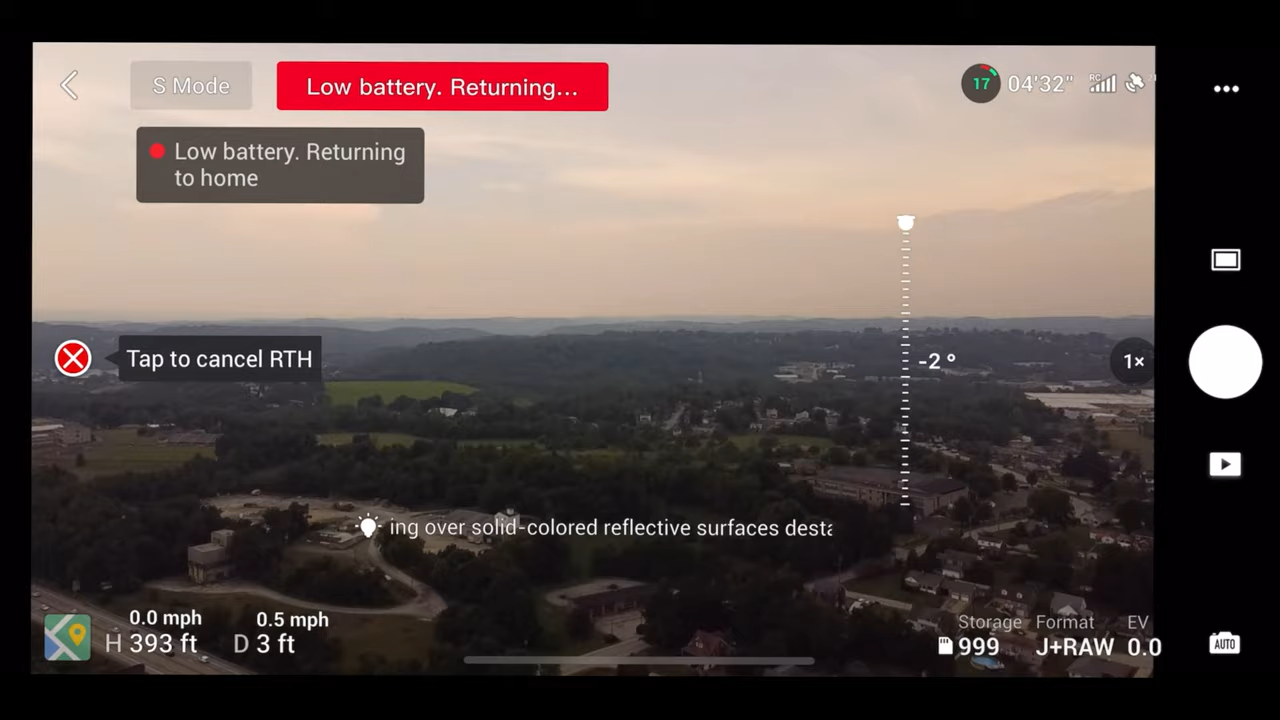 S Mode
Low battery. Returning...
17
04'32"
RC
21
Low battery. Returning
to home
Tap to cancel RTH
-2°
1×
ing over solid-colored reflective surfaces
0.0 mph
0.5 mph
H 393 ft
D 3 ft
Storage
Format
EV
999
J+RAW
0.0
AUTO